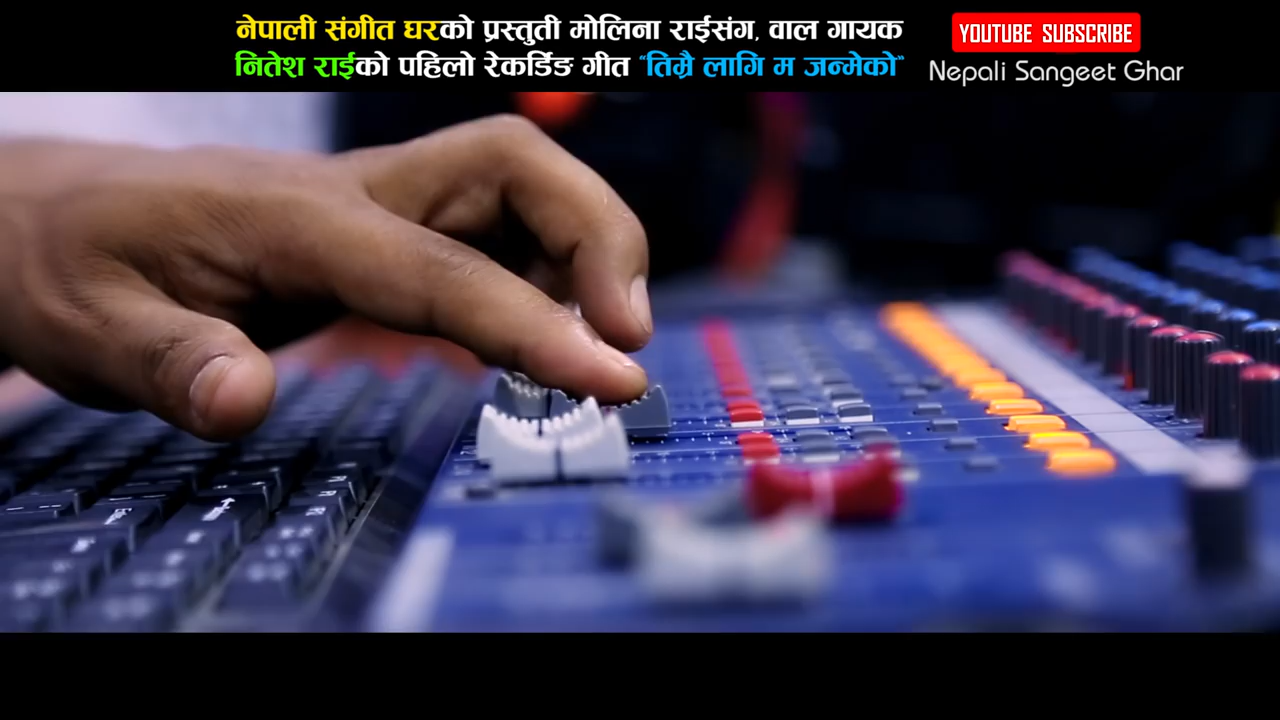 नेपाली संगीत घरको प्रस्तुती मोलिना राईसंग, वाल गायक
नितेश राईको पहिलो रेकर्डिङ गीत “तिम्रै लागि म जन्मेको”
YOUTUBE SUBSCRIBE
Nepali Sangeet Ghar